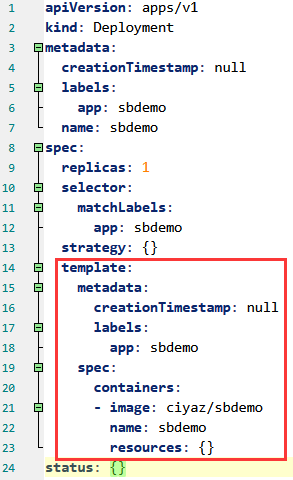 1 apiVersion: apps/v1
2 kind: Deployment
3 metadata:
4   creationTimestamp: null
5   labels:
6     app: sbdemo
7   name: sbdemo
8 spec:
9   replicas: 1
10   selector:
11     matchLabels:
12       app: sbdemo
13   strategy: {}
14   template:
15     metadata:
16       creationTimestamp: null
17       labels:
18         app: sbdemo
19     spec:
20       containers:
21       - image: ciyaz/sbdemo
22         name: sbdemo
23         resources: {}
24 status: {}